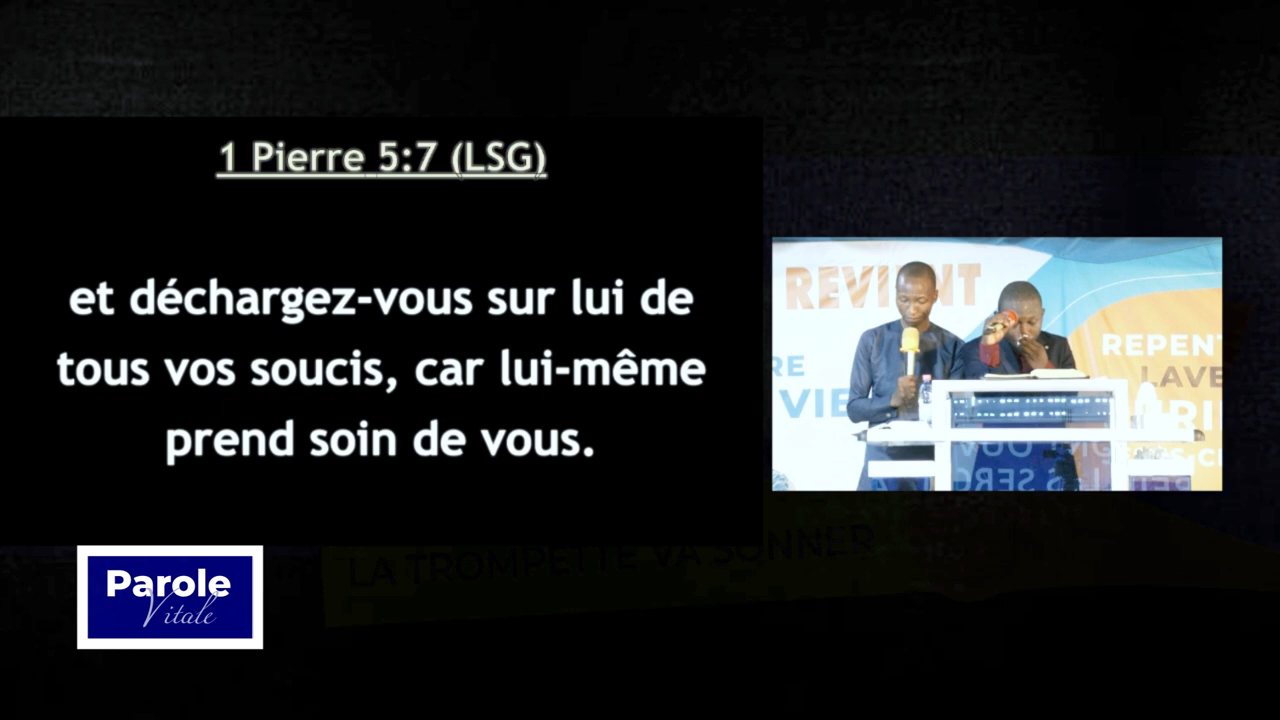 1 Pierre 5:7 (LSG)
et déchargez-vous sur lui de
tous vos soucis, car lui-même
prend soin de vous.
REVIENT
REPENT
LAVE
VIE
LA TROMPETTE VA SONNER
Parole
Vitale